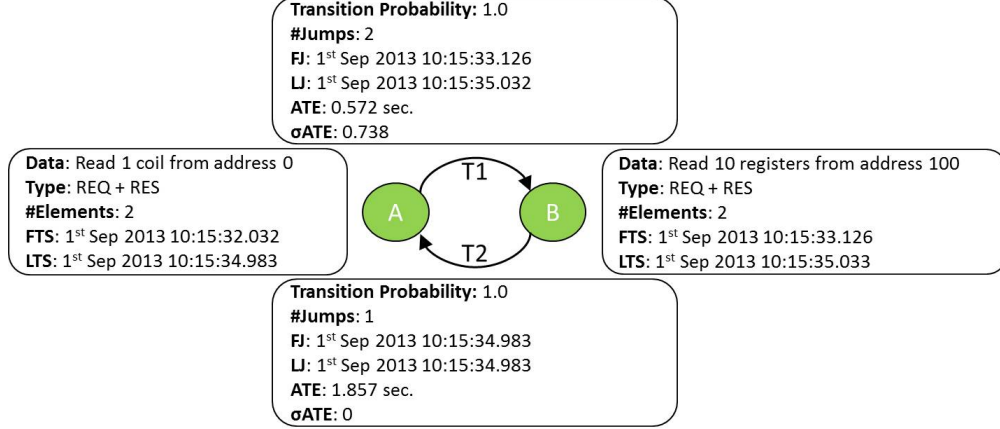 Transition Probability: 1.0
#Jumps: 2
FJ: 1st Sep 2013 10:15:33.126
LJ: 1st Sep 2013 10:15:35.032
ATE: 0.572 sec.
σATE: 0.738
Data: Read 1 coil from address 0
Type: REQ + RES
#Elements: 2
FTS: 1st Sep 2013 10:15:32.032
LTS: 1st Sep 2013 10:15:34.983
T1
A
B
T2
Data: Read 10 registers from address 100
Type: REQ + RES
#Elements: 2
FTS: 1st Sep 2013 10:15:33.126
LTS: 1st Sep 2013 10:15:35.033
Transition Probability: 1.0
#Jumps: 1
FJ: 1st Sep 2013 10:15:34.983
LJ: 1st Sep 2013 10:15:34.983
ATE: 1.857 sec.
σATE: 0